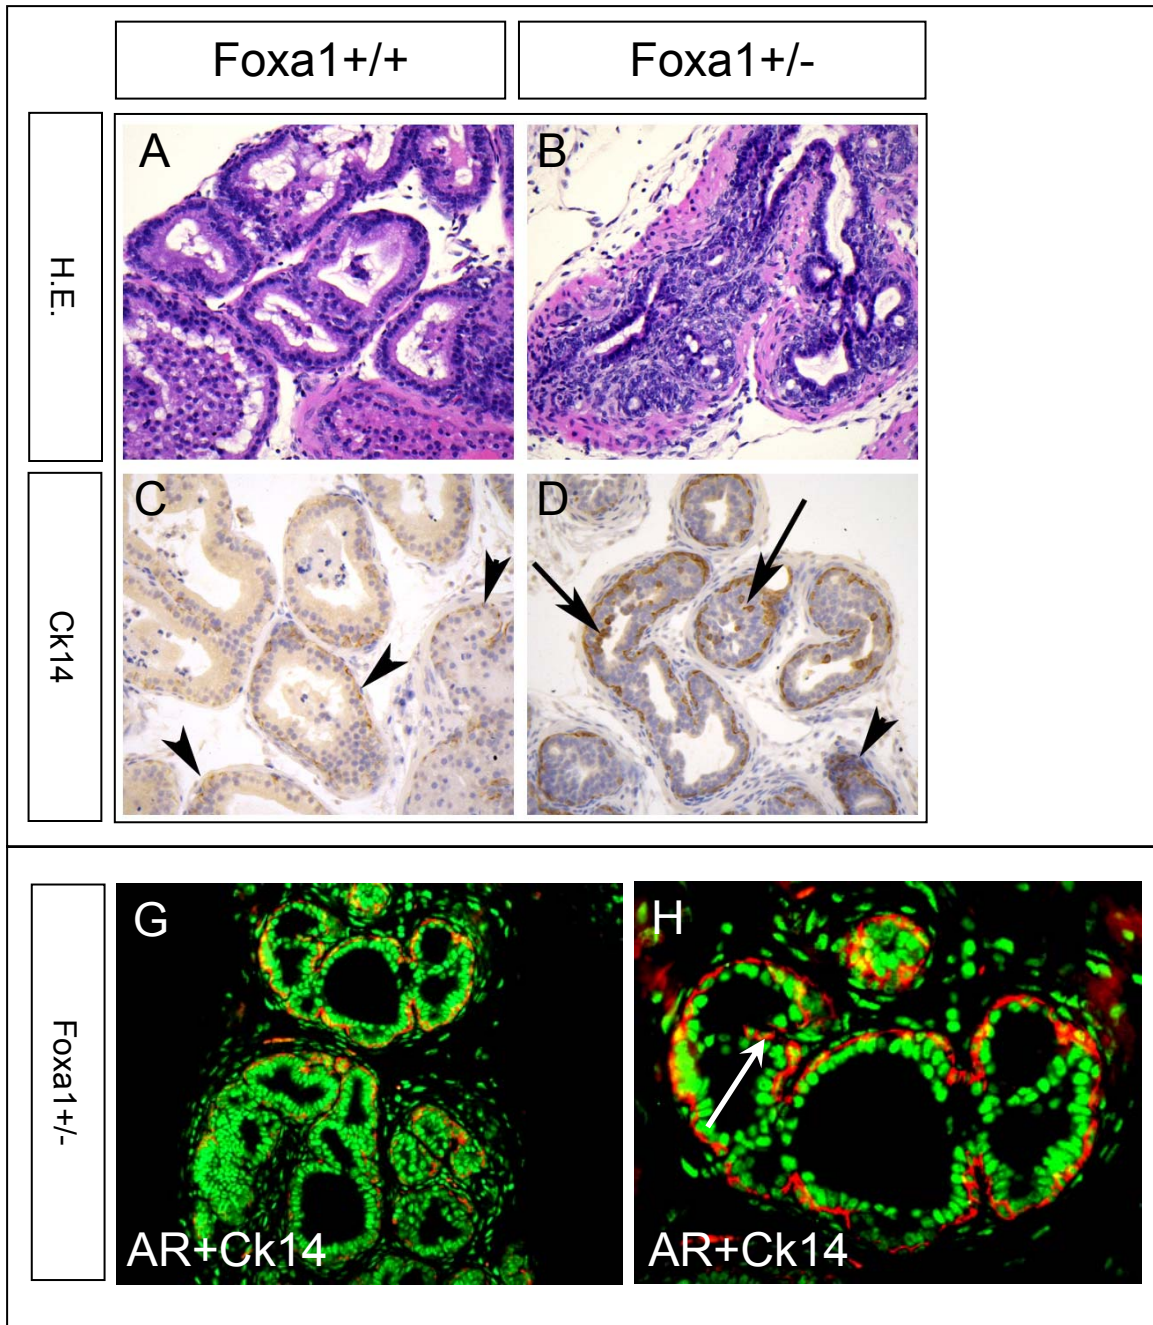 Foxa1+/+
Foxa1+/-
H.E.
A
B
Ck14
C
D
Foxa1+/-
G
AR+Ck14
H
AR+Ck14